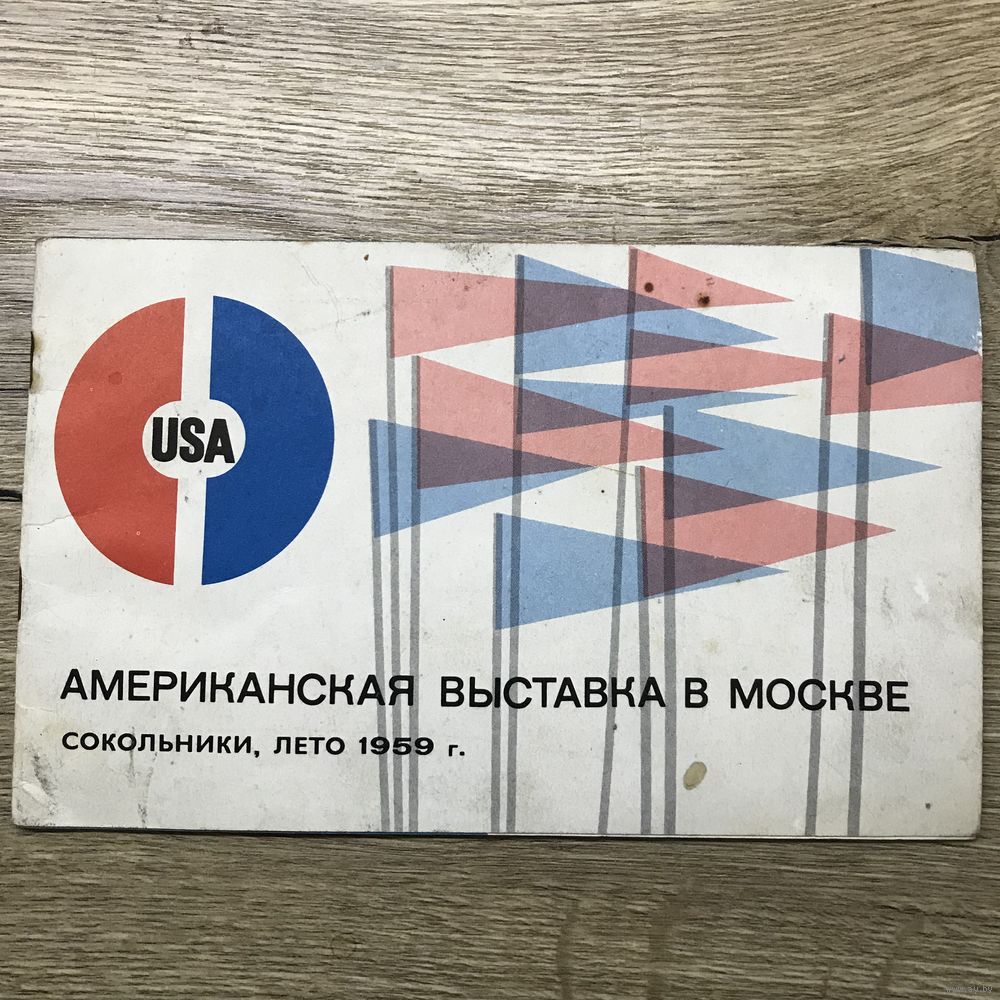 USA
АМЕРИКАНСКАЯ ВЫСТАВКА В МОСКВЕ
СОКОЛЬНИКИ, ЛЕТО 1959 г.